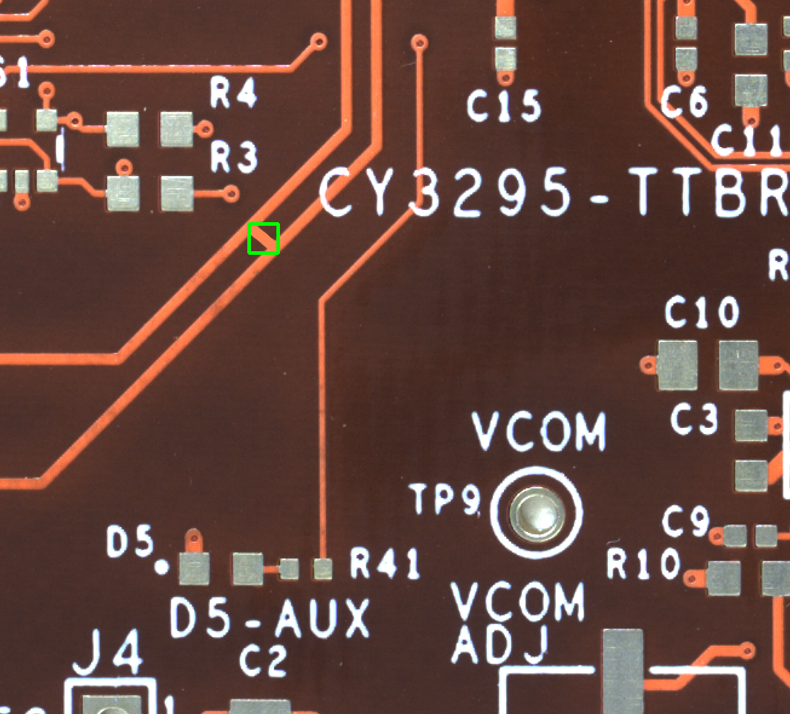 R4
C15
C6
C11
R3
CY3295-TTBR
C10
VCOM
C3
TP9
C9
D5
R41
R10
D5-AUX
VCOM
ADJ
J4
C2